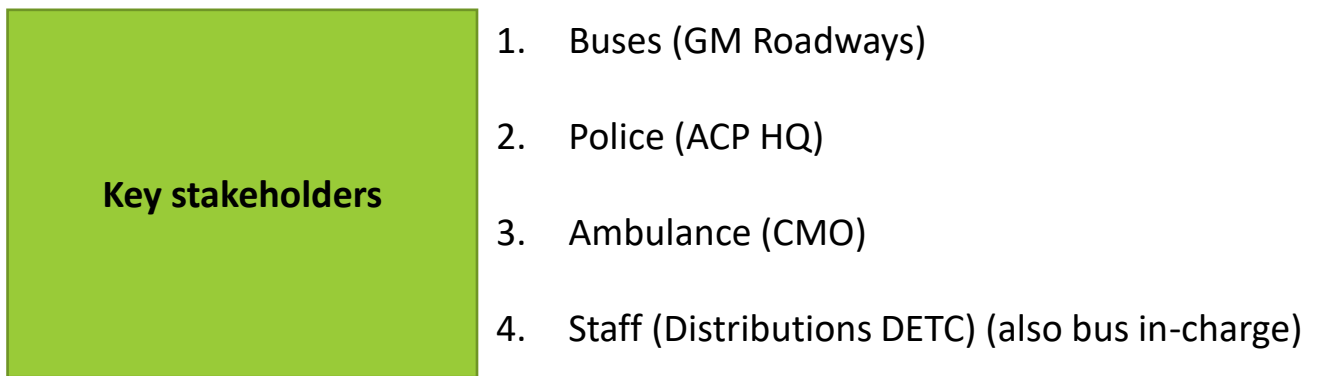 Key stakeholders
1. Buses (GM Roadways)
2. Police (ACP HQ)
3. Ambulance (CMO)
4. Staff (Distributions DETC) (also bus in-charge)